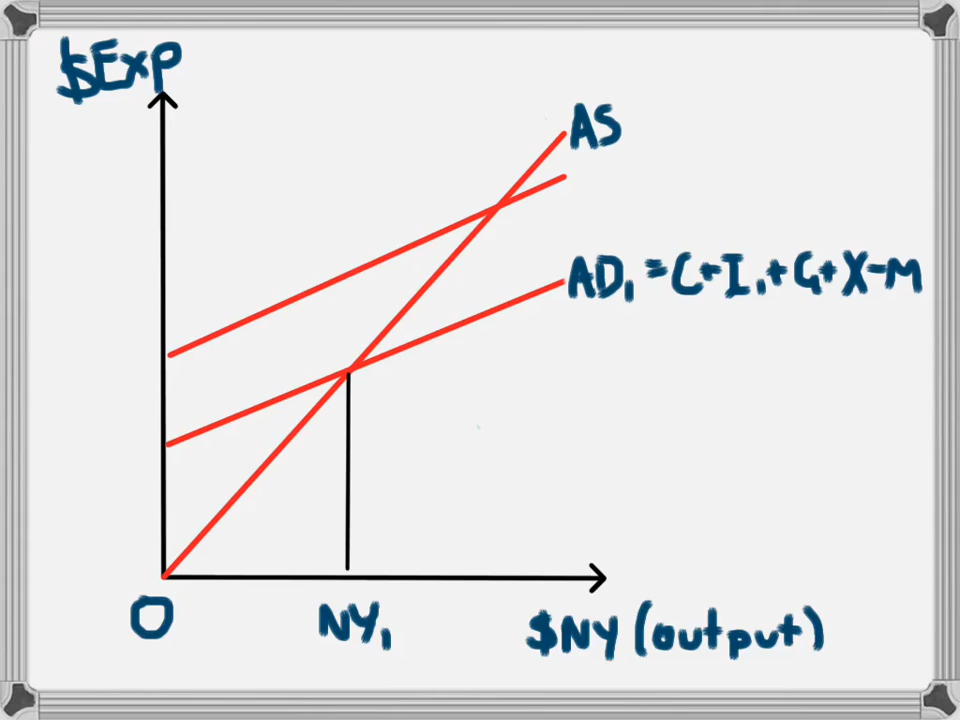 $Exp
AS
AD₁ = C+I₁+G+X-M
O
NY₁
$NY (output)